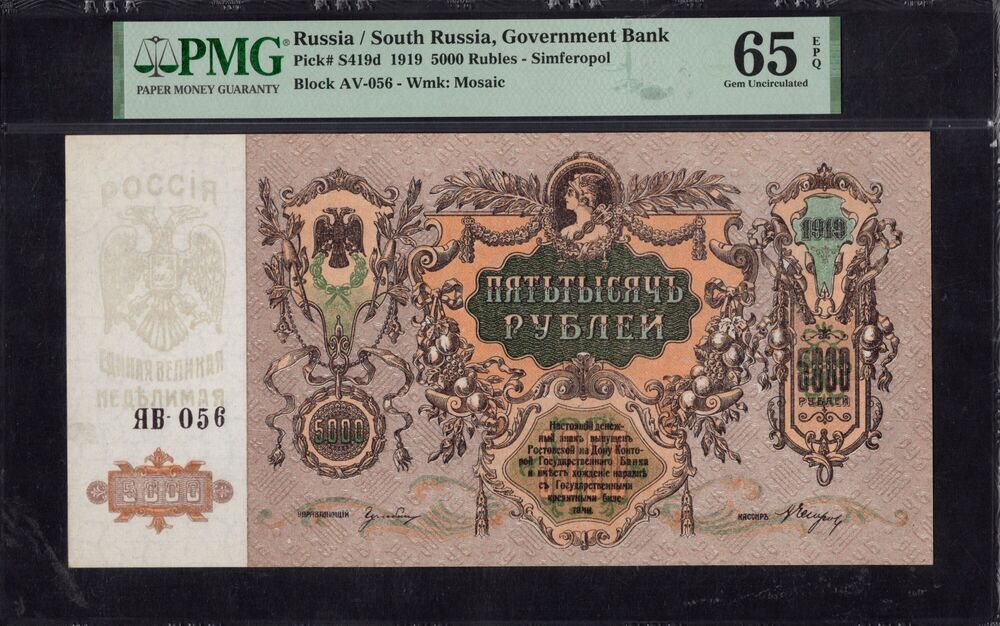 PMG®
PAPER MONEY GUARANTY
Russia / South Russia, Government Bank
Pick# S419d 1919 5000 Rubles - Simferopol
Block AV-056 - Wmk: Mosaic
65 EPQ
Gem Uncirculated
РОССІЯ
ЕДИНАЯ ВЕЛИКАЯ
НЕДѢЛИМАЯ
ЯВ- 056
5000
5000
ПЯТЬ ТЫСЯЧЪ
РУБЛЕЙ
1919
5000
РУБЛЕЙ
Настоящій денеж-
ный знакъ выпущенъ
Ростовской на Дону Конто-
рой Государственнаго Банка
и имѣетъ хожденіе наравнѣ
съ Государственными
кредитными биле-
тами.
УПРАВЛЯЮЩІЙ
КАССИРЪ